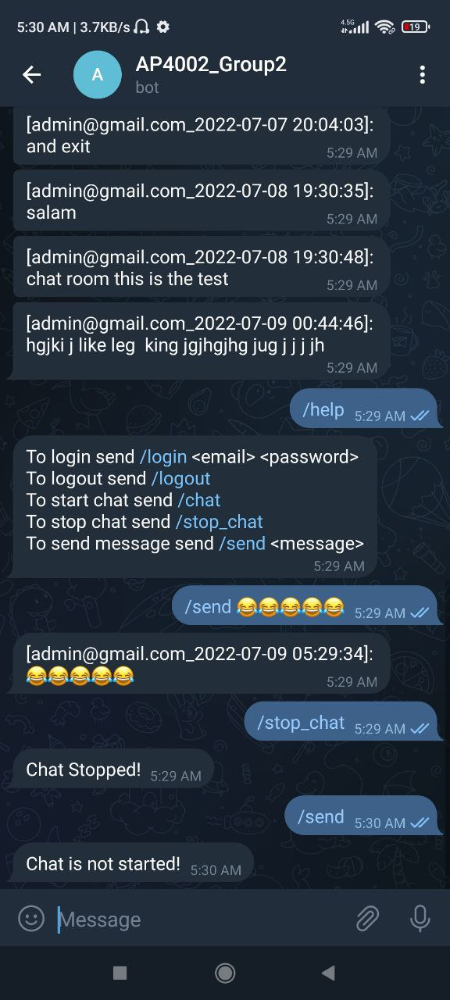 5:30 AM | 3.7KB/s
4.5G
19
A
AP4002_Group2
bot
[admin@gmail.com_2022-07-07 20:04:03]:
and exit
5:29 AM
[admin@gmail.com_2022-07-08 19:30:35]:
salam
5:29 AM
[admin@gmail.com_2022-07-08 19:30:48]:
chat room this is the test
5:29 AM
[admin@gmail.com_2022-07-09 00:44:46]:
hgjki j like leg  king jgjhgjhg jug j j j j jh
5:29 AM
/help 5:29 AM
To login send /login <email> <password>
To logout send /logout
To start chat send /chat
To stop chat send /stop_chat
To send message send /send <message>
5:29 AM
/send 😂😂😂😂😂 5:29 AM
[admin@gmail.com_2022-07-09 05:29:34]:
😂😂😂😂😂
5:29 AM
/stop_chat 5:29 AM
Chat Stopped! 5:29 AM
/send 5:30 AM
Chat is not started! 5:30 AM
Message